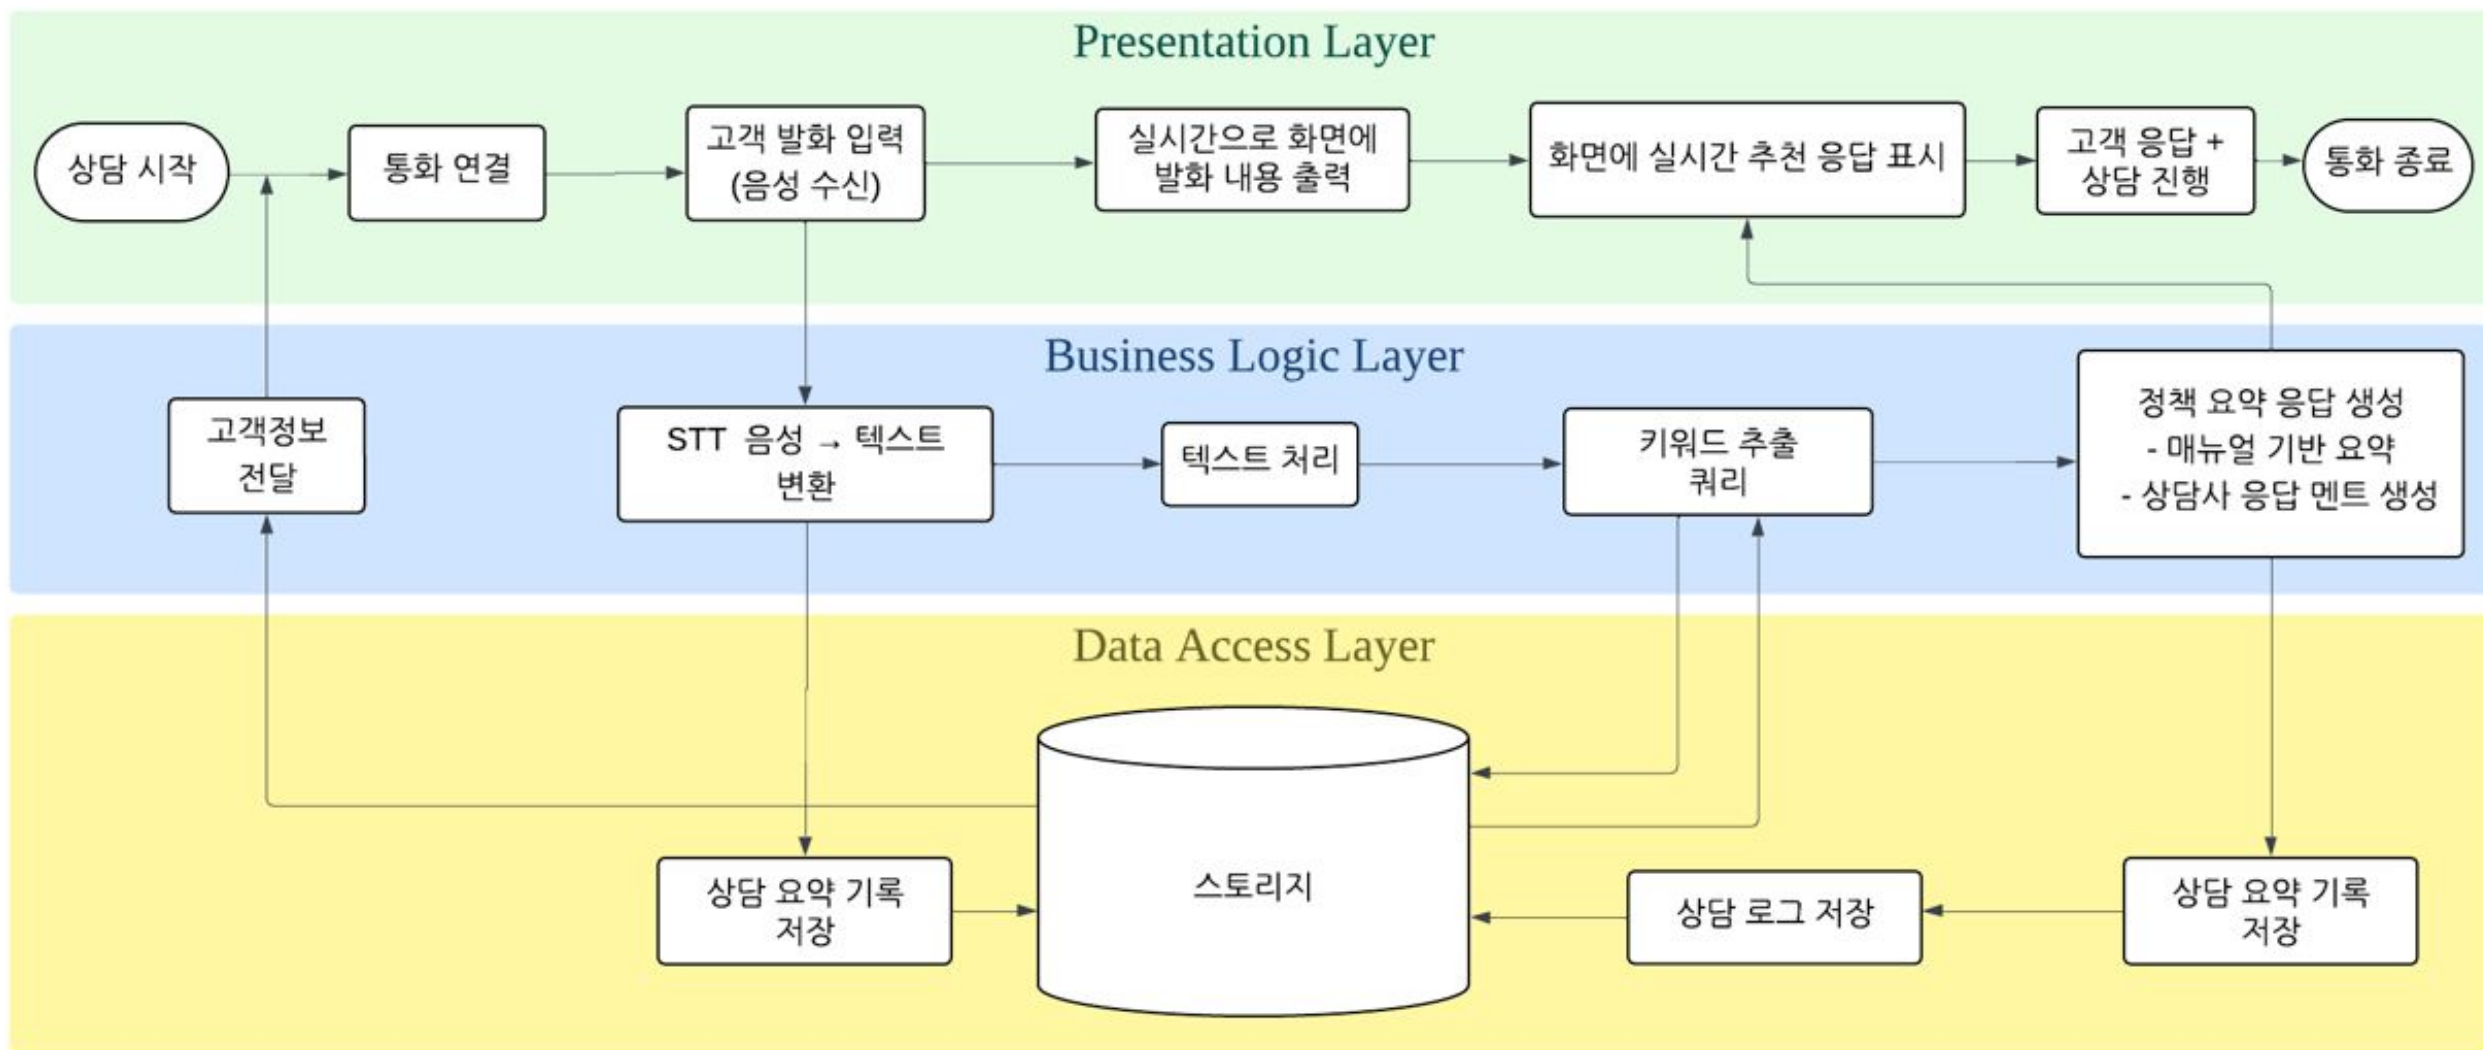 Presentation Layer
상담 시작
통화 연결
고객 발화 입력
(음성 수신)
실시간으로 화면에
발화 내용 출력
화면에 실시간 추천 응답 표시
고객 응답 +
상담 진행
통화 종료
Business Logic Layer
고객정보
전달
STT 음성 → 텍스트
변환
텍스트 처리
키워드 추출
쿼리
정책 요약 응답 생성
- 매뉴얼 기반 요약
- 상담사 응답 멘트 생성
Data Access Layer
상담 요약 기록
저장
스토리지
상담 로그 저장
상담 요약 기록
저장